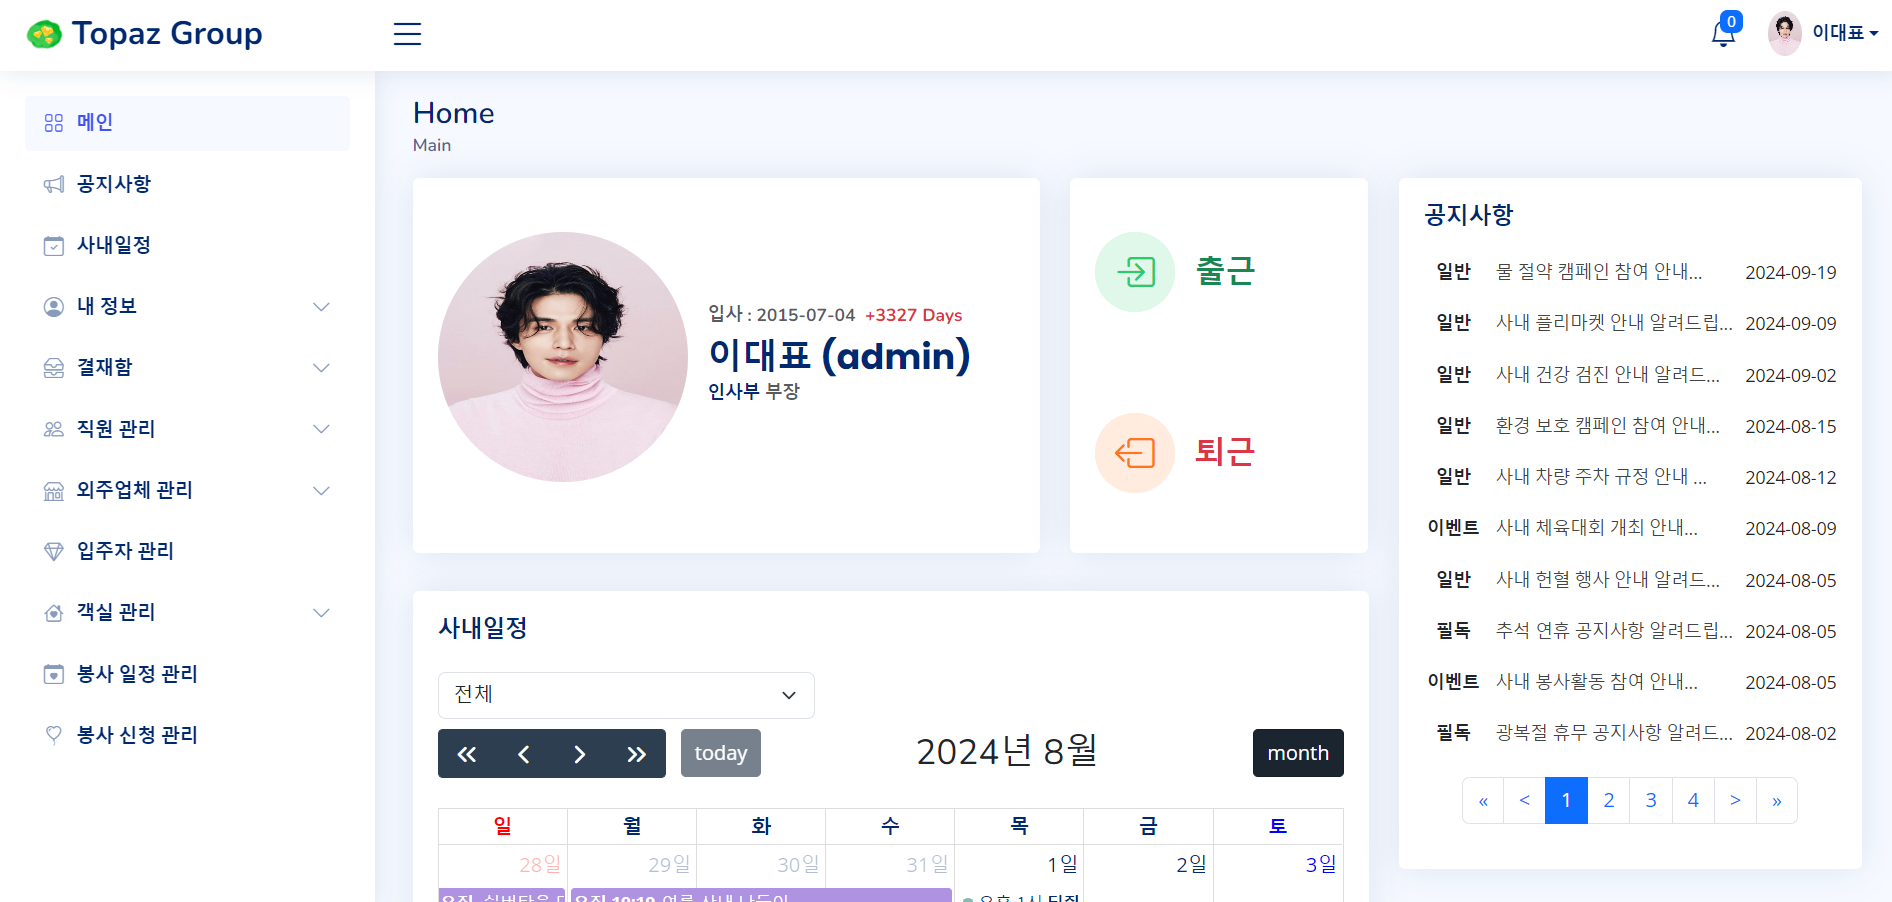 Topaz Group
0
이대표
메인
공지사항
사내일정
내 정보
결재함
직원 관리
외주업체 관리
입주자 관리
객실 관리
봉사 일정 관리
봉사 신청 관리
Home
Main
입사 : 2015-07-04 +3327 Days
이대표 (admin)
인사부 부장
출근
퇴근
공지사항
일반 물 절약 캠페인 참여 안내... 2024-09-19
일반 사내 플리마켓 안내 알려드립... 2024-09-09
일반 사내 건강 검진 안내 알려드... 2024-09-02
일반 환경 보호 캠페인 참여 안내... 2024-08-15
일반 사내 차량 주차 규정 안내 ... 2024-08-12
이벤트 사내 체육대회 개최 안내... 2024-08-09
일반 사내 헌혈 행사 안내 알려드... 2024-08-05
필독 추석 연휴 공지사항 알려드립... 2024-08-05
이벤트 사내 봉사활동 참여 안내... 2024-08-05
필독 광복절 휴무 공지사항 알려드... 2024-08-02
« < 1 2 3 4 > »
사내일정
전체
today 2024년 8월 month
일 월 화 수 목 금 토
28일 29일 30일 31일 1일 2일 3일